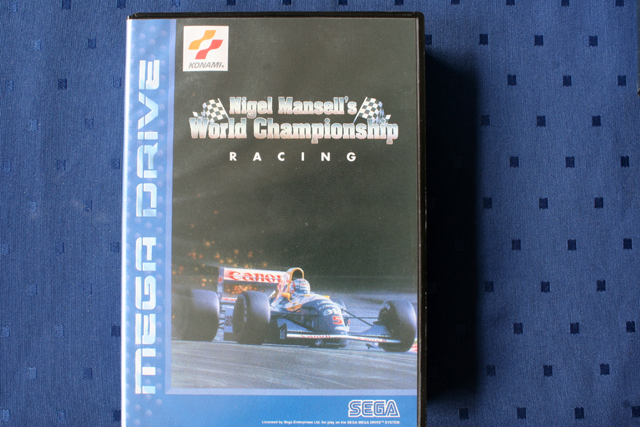 KONAMI
Nigel Mansell's
World Championship
RACING
MEGA DRIVE
Canon
SEGA
Licensed by Sega Enterprises Ltd. for play on the SEGA MEGA DRIVE SYSTEM.